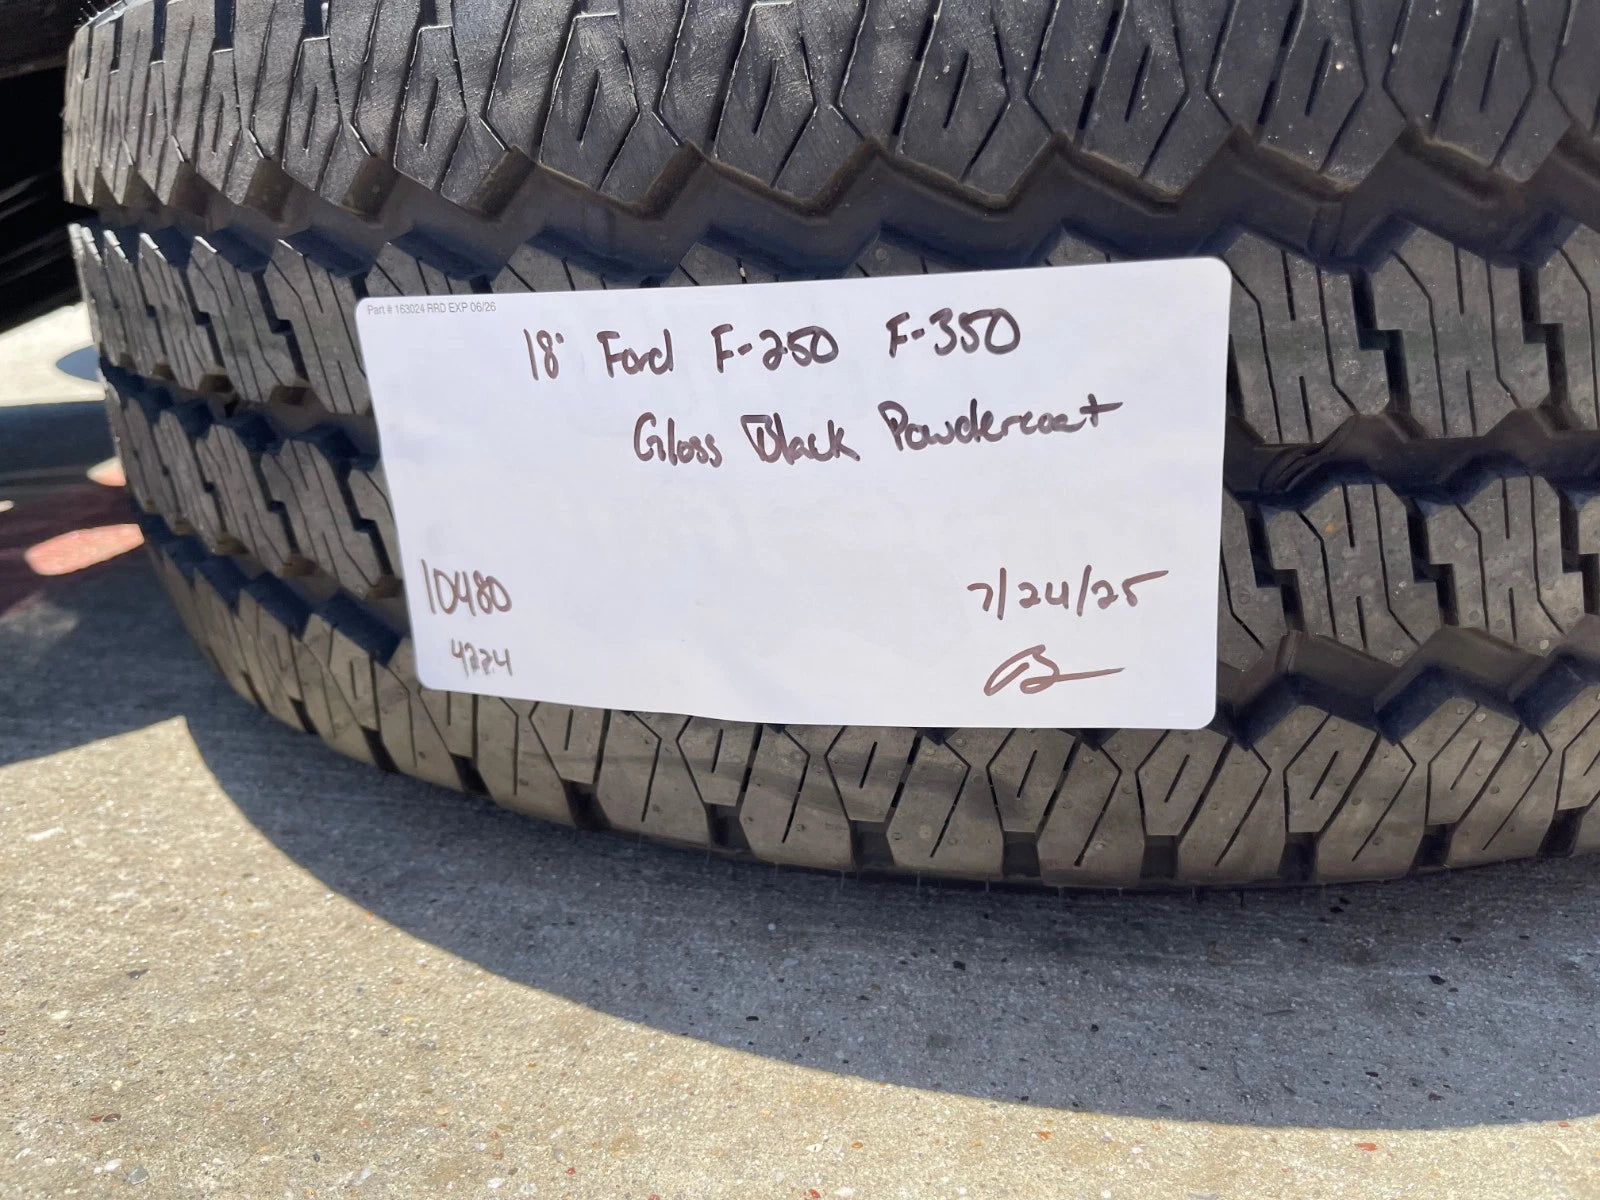 Part # 163024 RRD EXP 06/26
18" Ford F-250 F-350
Gloss Black Powdercoat
10480
7/24/25
4224